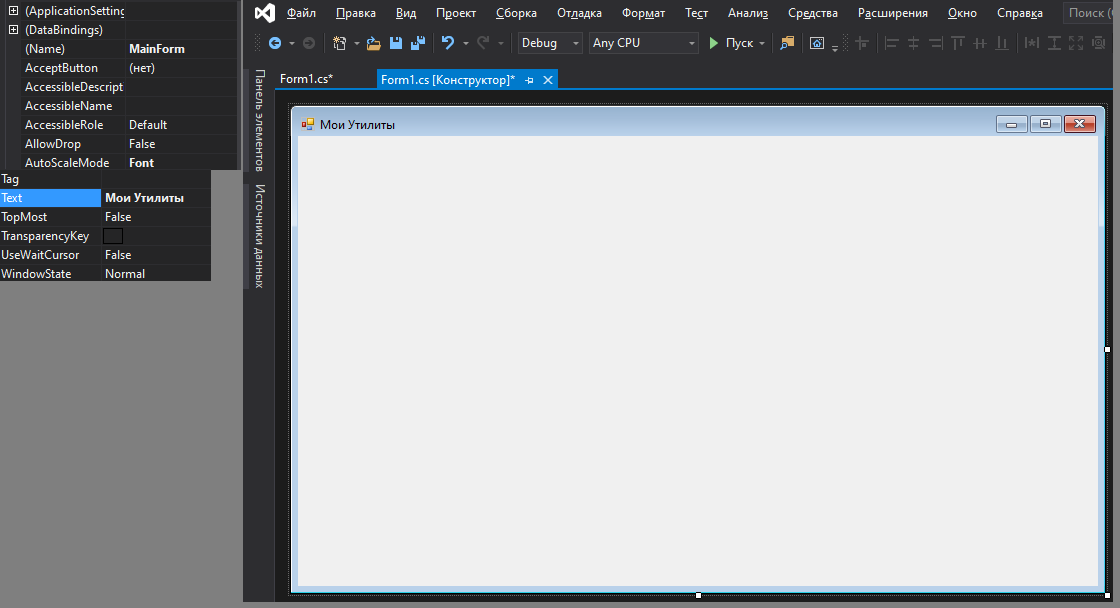 (ApplicationSetting
(DataBindings)
(Name) MainForm
AcceptButton (нет)
AccessibleDescript
AccessibleName
AccessibleRole Default
AllowDrop False
AutoScaleMode Font
Tag
Text Мои Утилиты
TopMost False
TransparencyKey
UseWaitCursor False
WindowState Normal
Файл Правка Вид Проект Сборка Отладка Формат Тест Анализ Средства Расширения Окно Справка Поиск (
Debug Any CPU Пуск
Form1.cs* Form1.cs [Конструктор]*
Панель элементов
Источники данных
Мои Утилиты